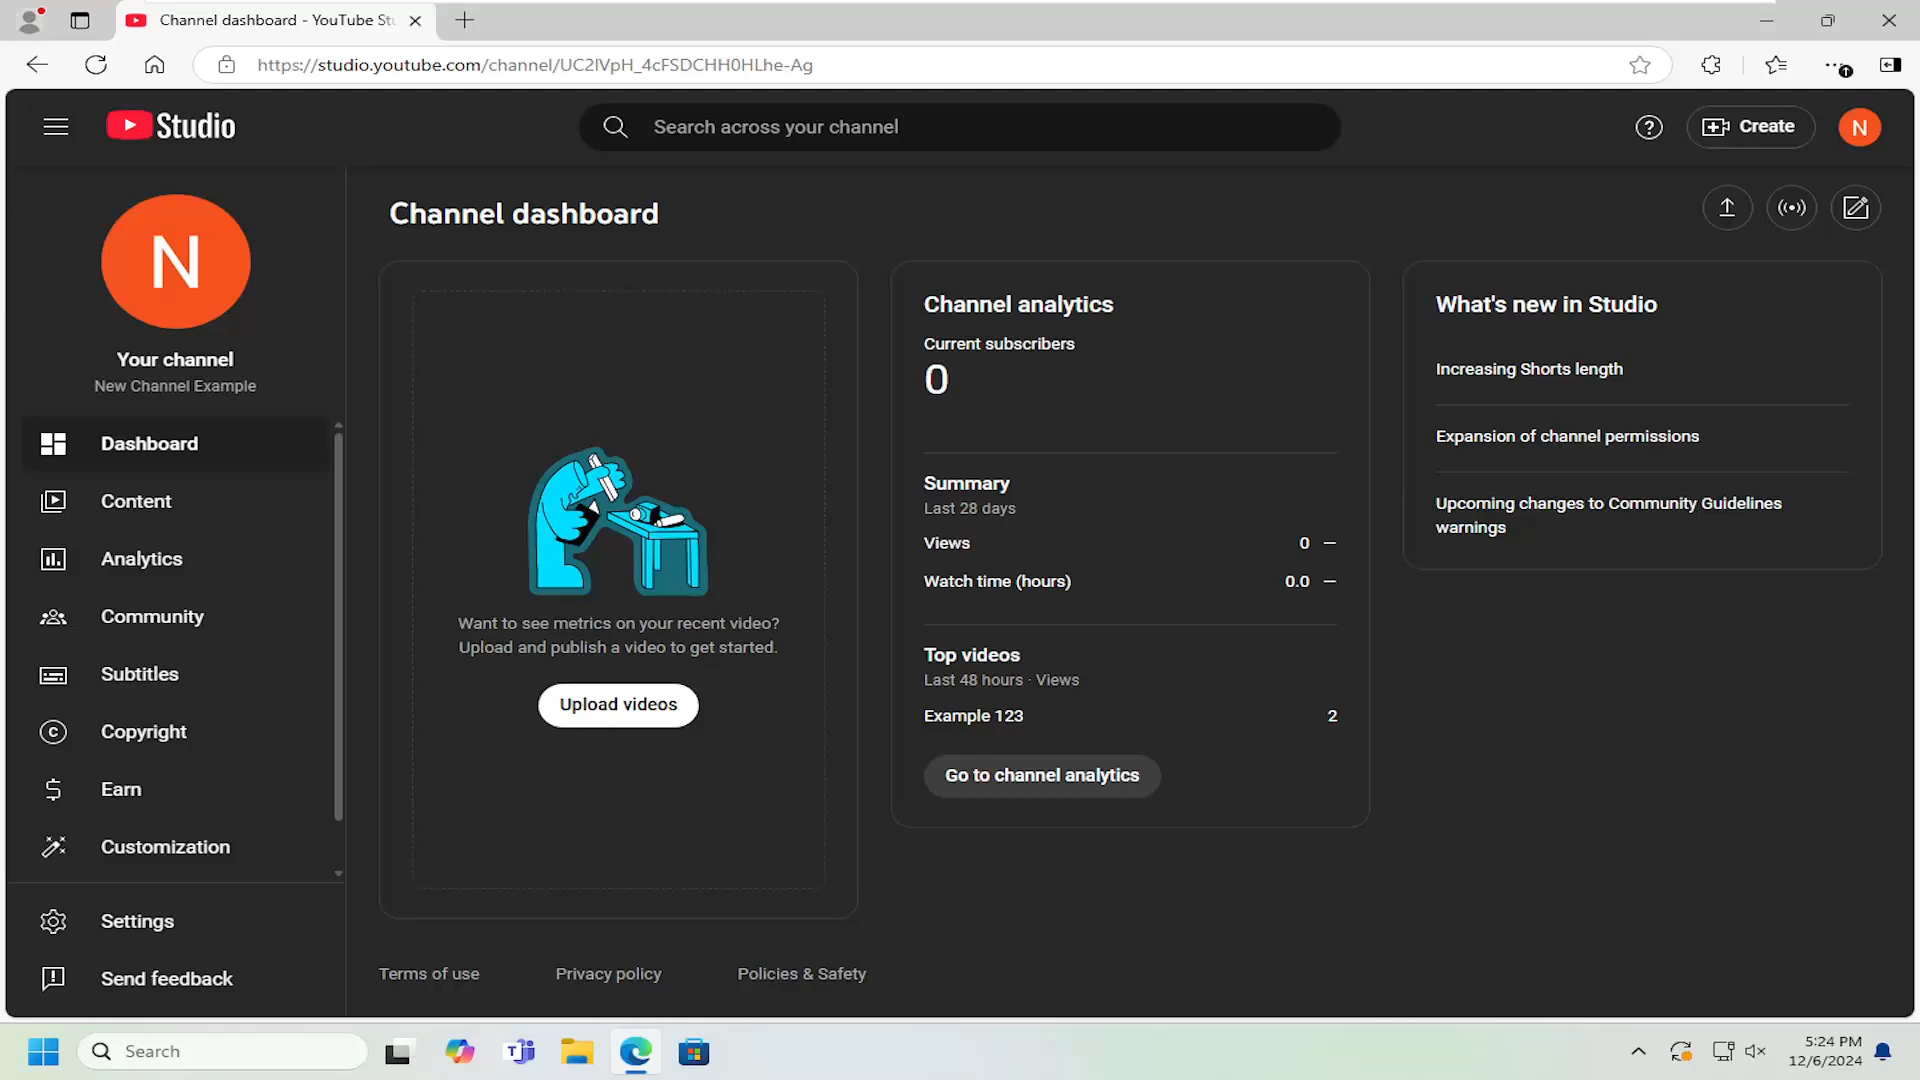 Channel dashboard - YouTube St
https://studio.youtube.com/channel/UC2IVpH_4cFSDCHH0HLhe-Ag
Studio
Search across your channel
Create
N
N
Your channel
New Channel Example
Dashboard
Content
Analytics
Community
Subtitles
Copyright
Earn
Customization
Settings
Send feedback
Channel dashboard
Want to see metrics on your recent video?
Upload and publish a video to get started.
Upload videos
Channel analytics
Current subscribers
0
Summary
Last 28 days
Views 0 —
Watch time (hours) 0.0 —
Top videos
Last 48 hours · Views
Example 123 2
Go to channel analytics
What's new in Studio
Increasing Shorts length
Expansion of channel permissions
Upcoming changes to Community Guidelines
warnings
Terms of use Privacy policy Policies & Safety
Search
5:24 PM
12/6/2024